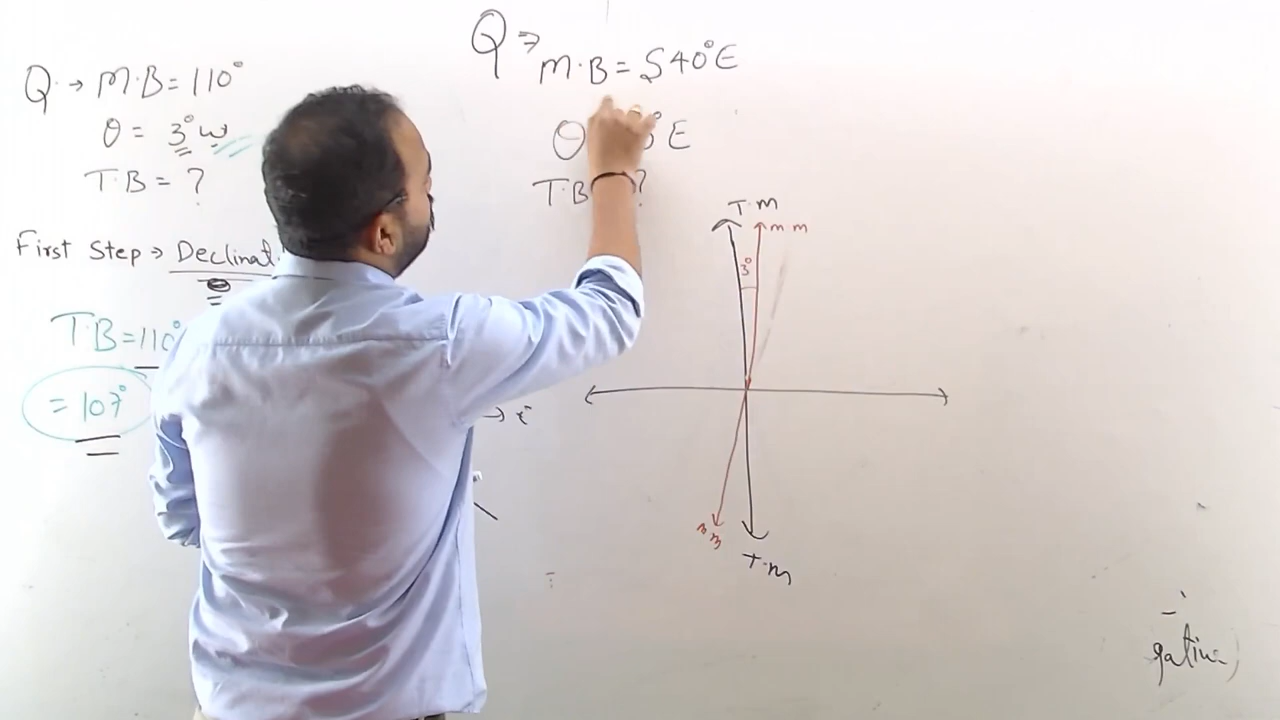 Q → M·B = 110°
θ = 3° W
T·B = ?
First Step → Declinat
T·B = 110°
= 107°
Q →
M·B = S40°E
θ ° E
T·B ?
T·M
M·M
3°
M·M
T·M